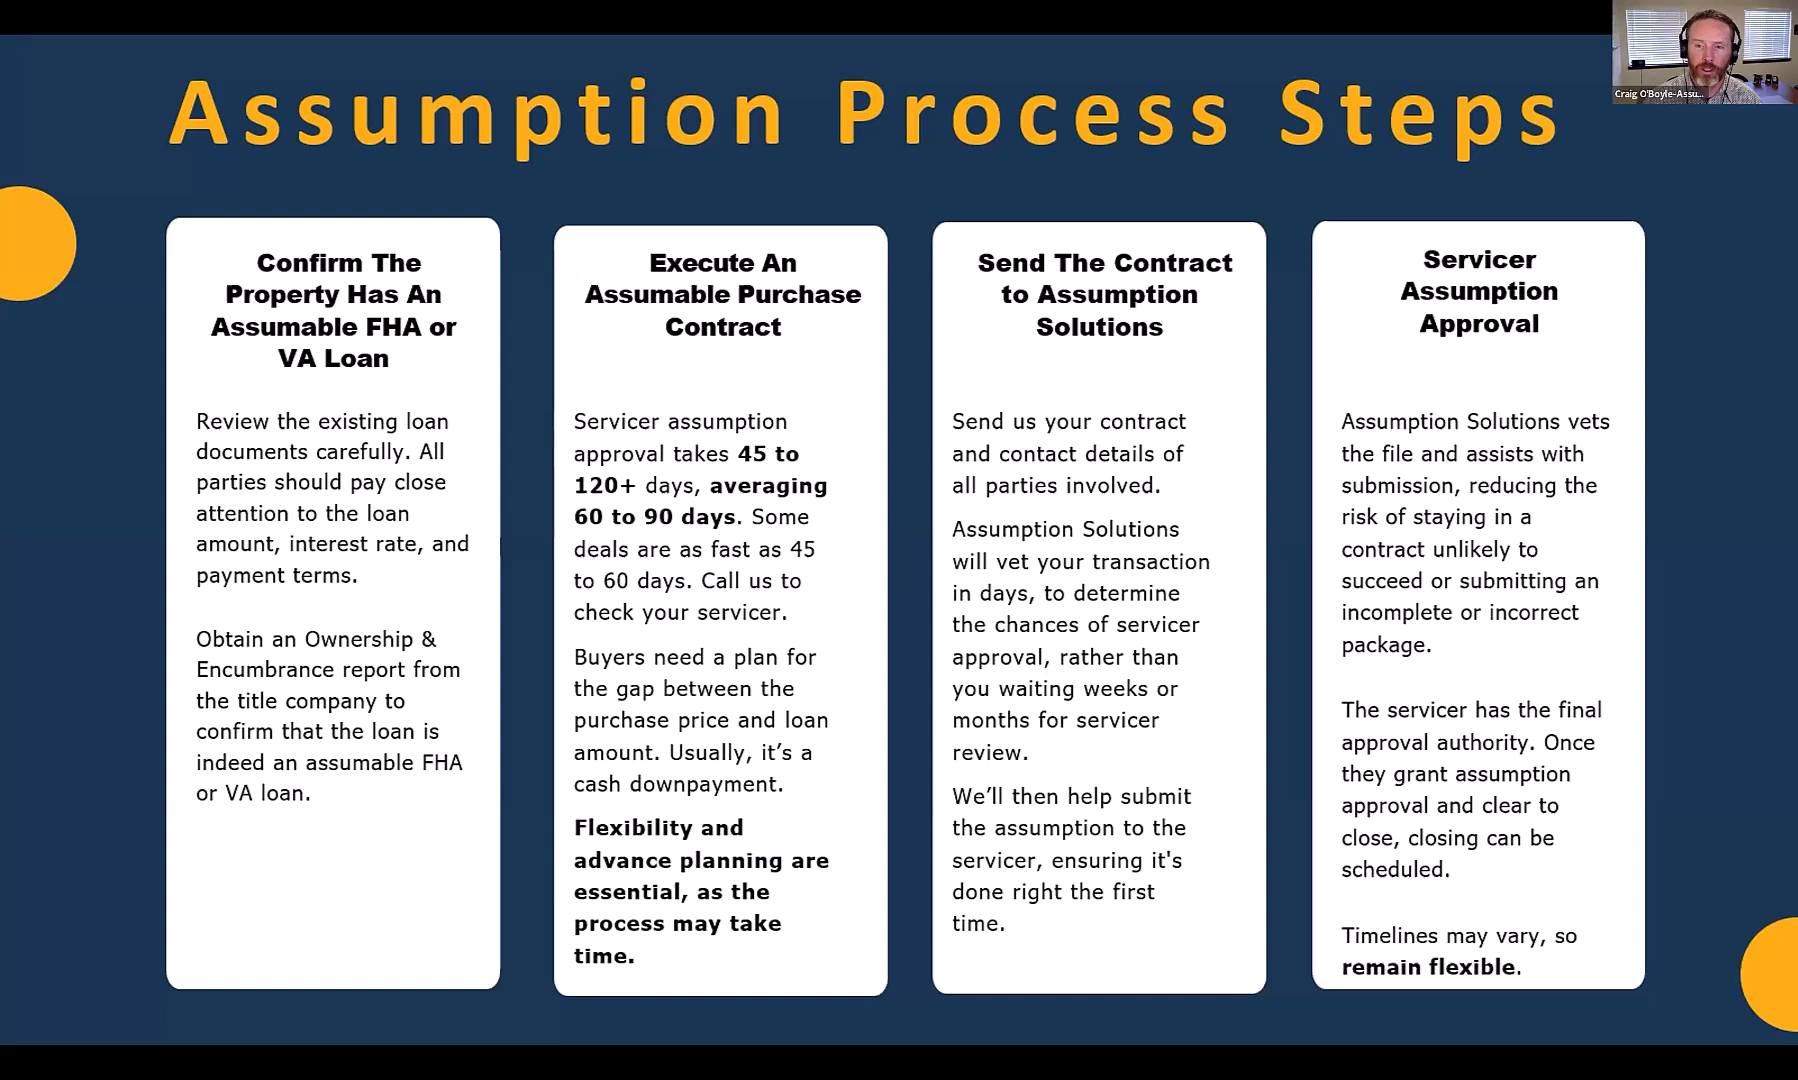 Assumption Process Steps
Craig O'Boyle-Assu...
Confirm The
Property Has An
Assumable FHA or
VA Loan
Review the existing loan
documents carefully. All
parties should pay close
attention to the loan
amount, interest rate, and
payment terms.
Obtain an Ownership &
Encumbrance report from
the title company to
confirm that the loan is
indeed an assumable FHA
or VA loan.
Execute An
Assumable Purchase
Contract
Servicer assumption
approval takes 45 to
120+ days, averaging
60 to 90 days. Some
deals are as fast as 45
to 60 days. Call us to
check your servicer.
Buyers need a plan for
the gap between the
purchase price and loan
amount. Usually, it’s a
cash downpayment.
Flexibility and
advance planning are
essential, as the
process may take
time.
Send The Contract
to Assumption
Solutions
Send us your contract
and contact details of
all parties involved.
Assumption Solutions
will vet your transaction
in days, to determine
the chances of servicer
approval, rather than
you waiting weeks or
months for servicer
review.
We’ll then help submit
the assumption to the
servicer, ensuring it's
done right the first
time.
Servicer
Assumption
Approval
Assumption Solutions vets
the file and assists with
submission, reducing the
risk of staying in a
contract unlikely to
succeed or submitting an
incomplete or incorrect
package.
The servicer has the final
approval authority. Once
they grant assumption
approval and clear to
close, closing can be
scheduled.
Timelines may vary, so
remain flexible.